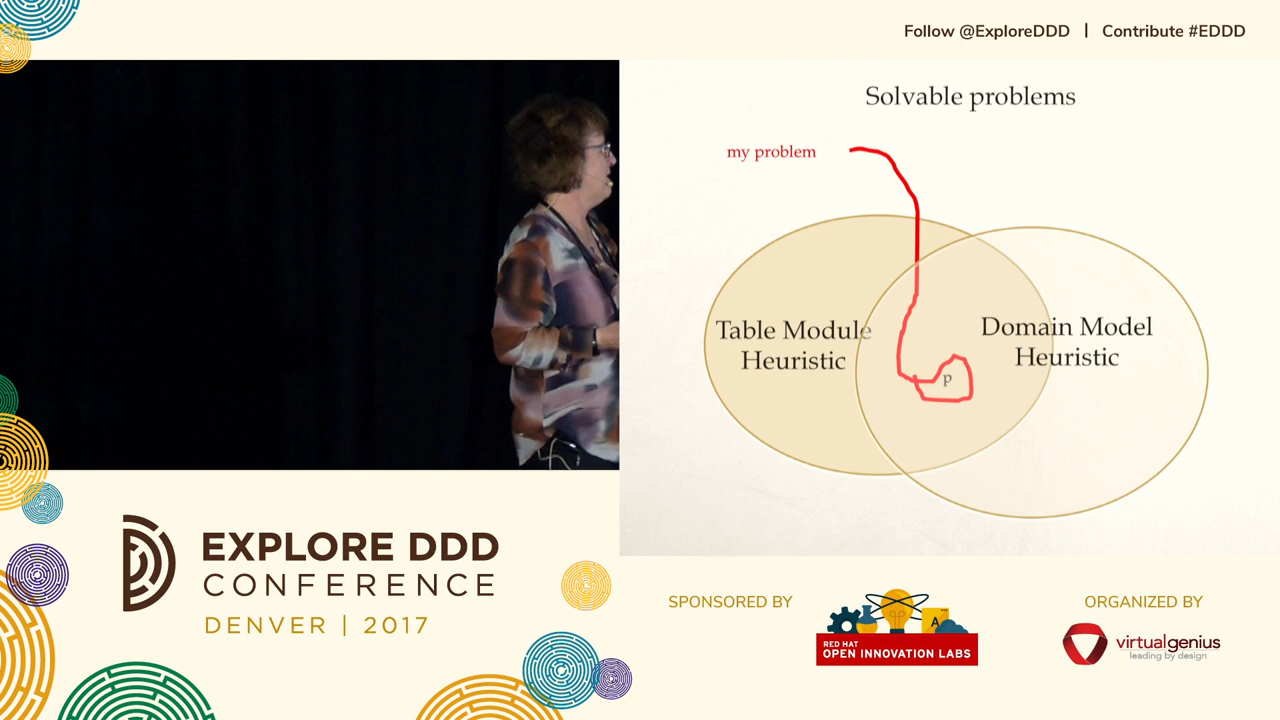 Follow @ExploreDDD | Contribute #EDDD
Solvable problems
my problem
Table Module
Heuristic
Domain Model
Heuristic
p
EXPLORE DDD
CONFERENCE
DENVER | 2017
SPONSORED BY
RED HAT
OPEN INNOVATION LABS
A
ORGANIZED BY
virtualgenius
leading by design